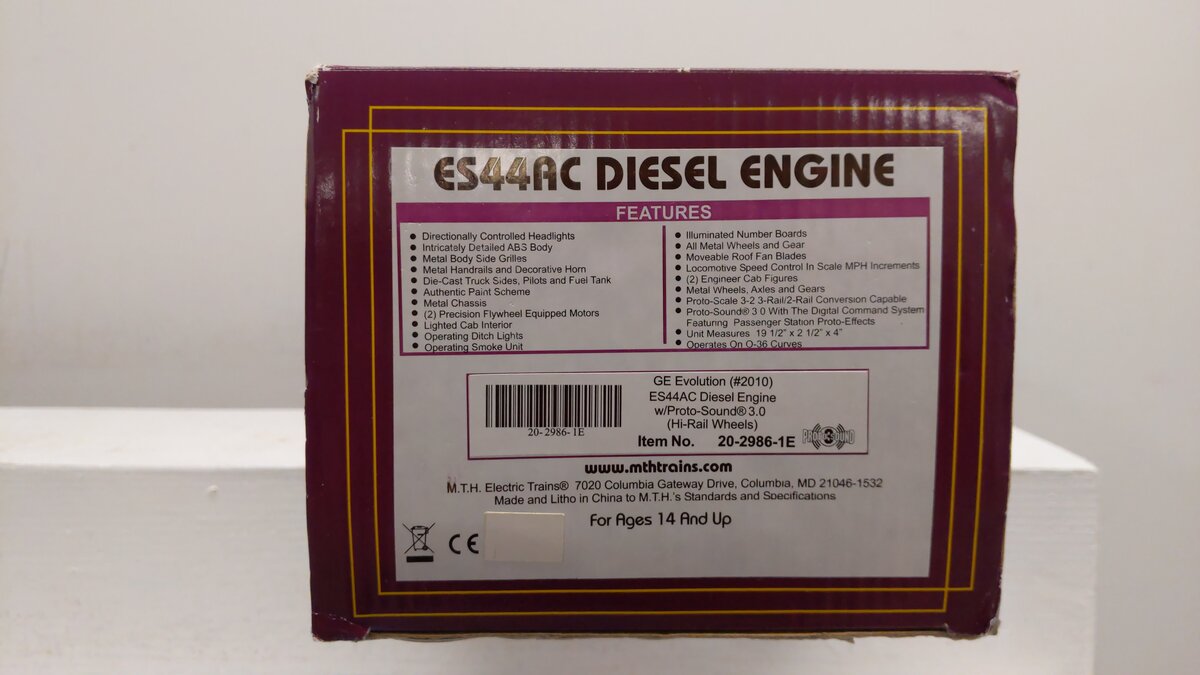 ES44AC DIESEL ENGINE
FEATURES
Directionally Controlled Headlights
Intricately Detailed ABS Body
Metal Body Side Grilles
Metal Handrails and Decorative Horn
Die-Cast Truck Sides, Pilots and Fuel Tank
Authentic Paint Scheme
Metal Chassis
(2) Precision Flywheel Equipped Motors
Lighted Cab Interior
Operating Ditch Lights
Operating Smoke Unit
Illuminated Number Boards
All Metal Wheels and Gear
Moveable Roof Fan Blades
Locomotive Speed Control In Scale MPH Increments
(2) Engineer Cab Figures
Metal Wheels, Axles and Gears
Proto-Scale 3-2 3-Rail/2-Rail Conversion Capable
Proto-Sound® 3.0 With The Digital Command System
Featuring Passenger Station Proto-Effects
Unit Measures 19 1/2" x 2 1/2" x 4"
Operates On O-36 Curves
20-2986-1E
GE Evolution (#2010)
ES44AC Diesel Engine
w/Proto-Sound® 3.0
(Hi-Rail Wheels)
Item No. 20-2986-1E
PROTO 3 SOUND
www.mthtrains.com
M.T.H. Electric Trains® 7020 Columbia Gateway Drive, Columbia, MD 21046-1532
Made and Litho in China to M.T.H.'s Standards and Specifications
For Ages 14 And Up
CE